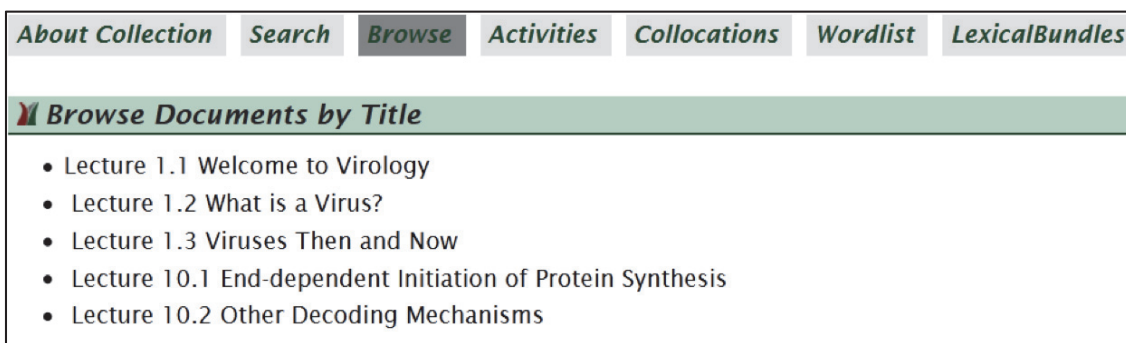 About Collection Search Browse Activities Collocations Wordlist LexicalBundles
Browse Documents by Title
• Lecture 1.1 Welcome to Virology
• Lecture 1.2 What is a Virus?
• Lecture 1.3 Viruses Then and Now
• Lecture 10.1 End-dependent Initiation of Protein Synthesis
• Lecture 10.2 Other Decoding Mechanisms